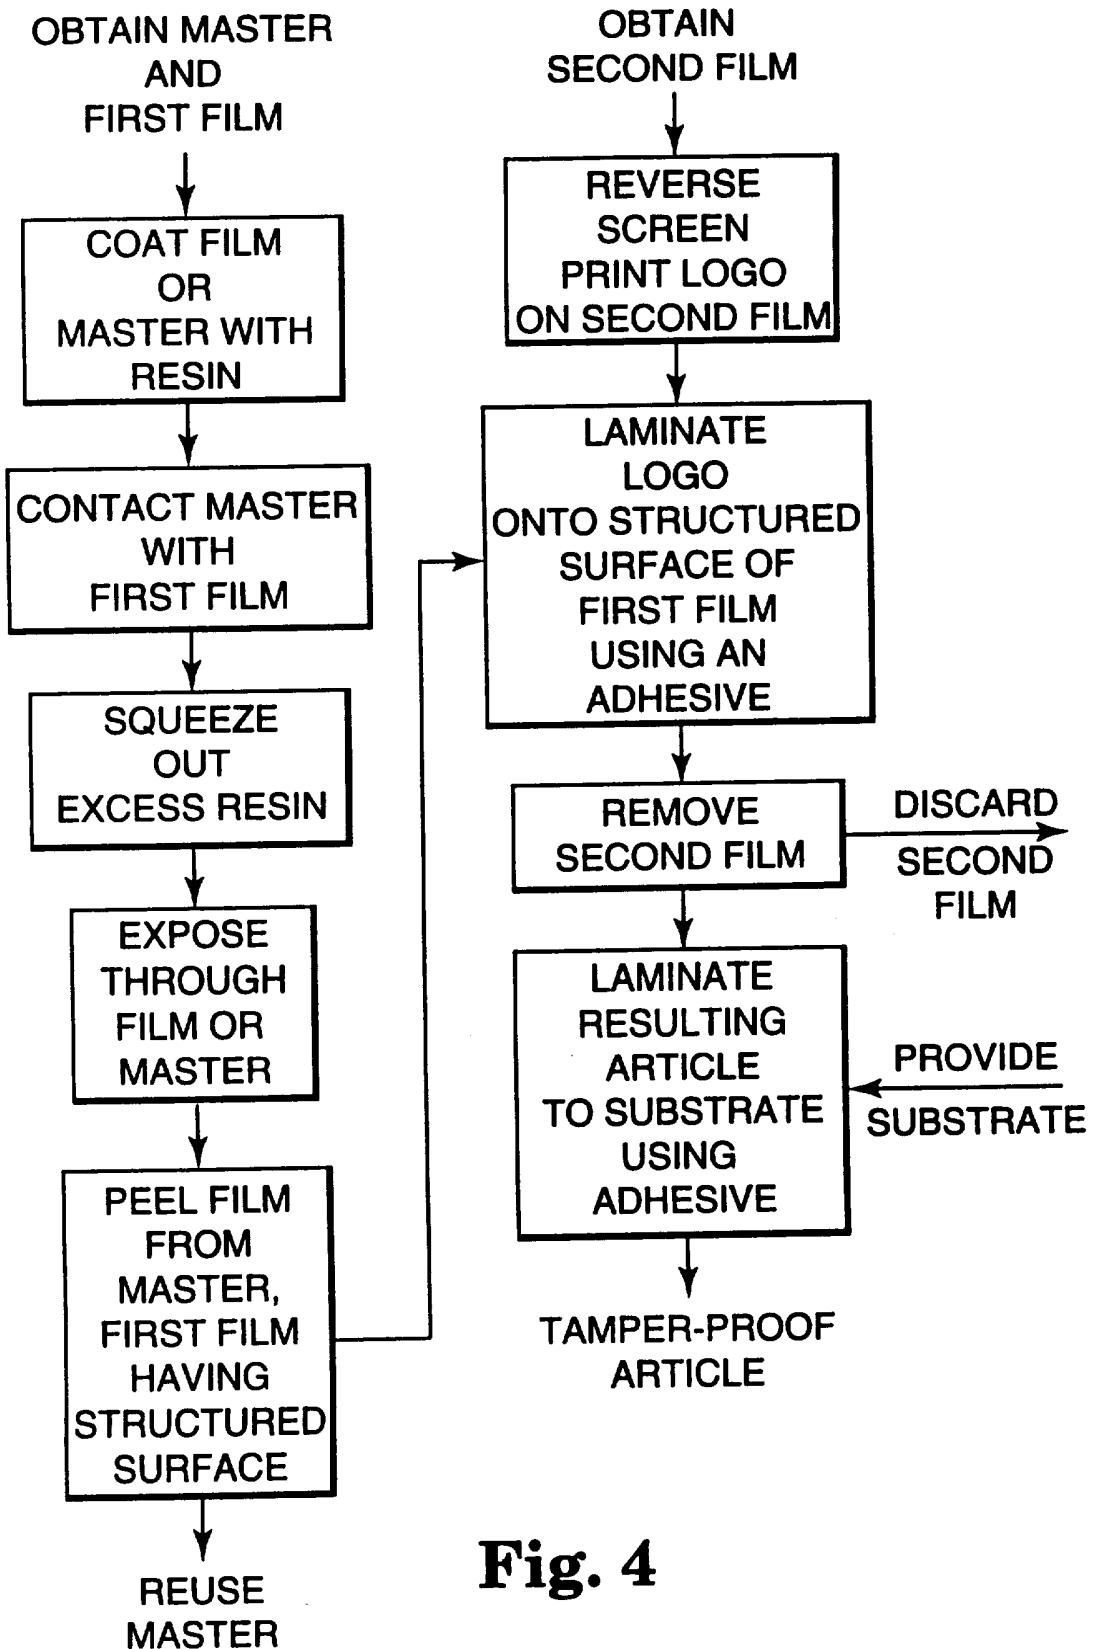 OBTAIN MASTER
AND
FIRST FILM
COAT FILM
OR
MASTER WITH
RESIN
CONTACT MASTER
WITH
FIRST FILM
SQUEEZE
OUT
EXCESS RESIN
EXPOSE
THROUGH
FILM OR
MASTER
PEEL FILM
FROM
MASTER,
FIRST FILM
HAVING
STRUCTURED
SURFACE
REUSE
MASTER
OBTAIN
SECOND FILM
REVERSE
SCREEN
PRINT LOGO
ON SECOND FILM
LAMINATE
LOGO
ONTO STRUCTURED
SURFACE OF
FIRST FILM
USING AN
ADHESIVE
REMOVE
SECOND FILM
DISCARD
SECOND
FILM
LAMINATE
RESULTING
ARTICLE
TO SUBSTRATE
USING
ADHESIVE
PROVIDE
SUBSTRATE
TAMPER-PROOF
ARTICLE
Fig. 4